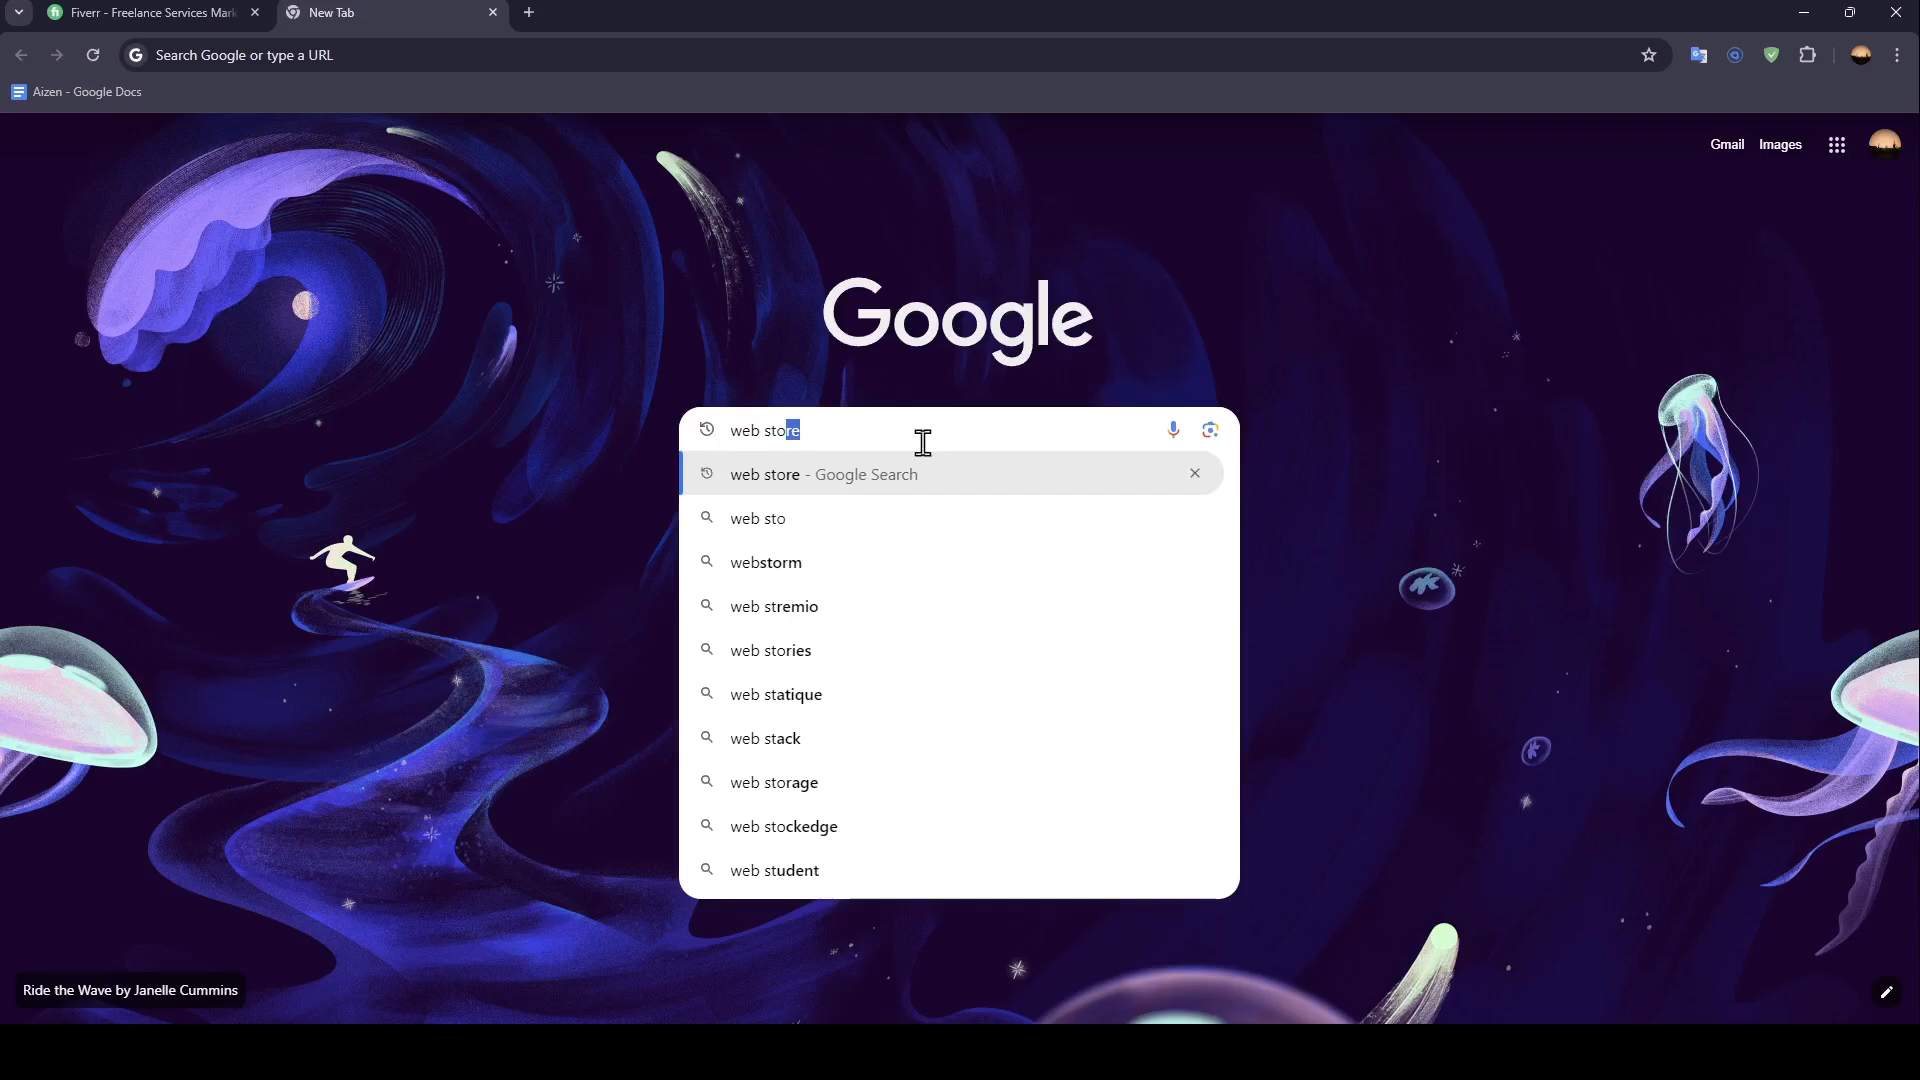 Fiverr - Freelance Services Mark
New Tab
Search Google or type a URL
Aizen - Google Docs
Gmail Images
Google
web store
web store - Google Search
web sto
webstorm
web stremio
web stories
web statique
web stack
web storage
web stockedge
web student
Ride the Wave by Janelle Cummins